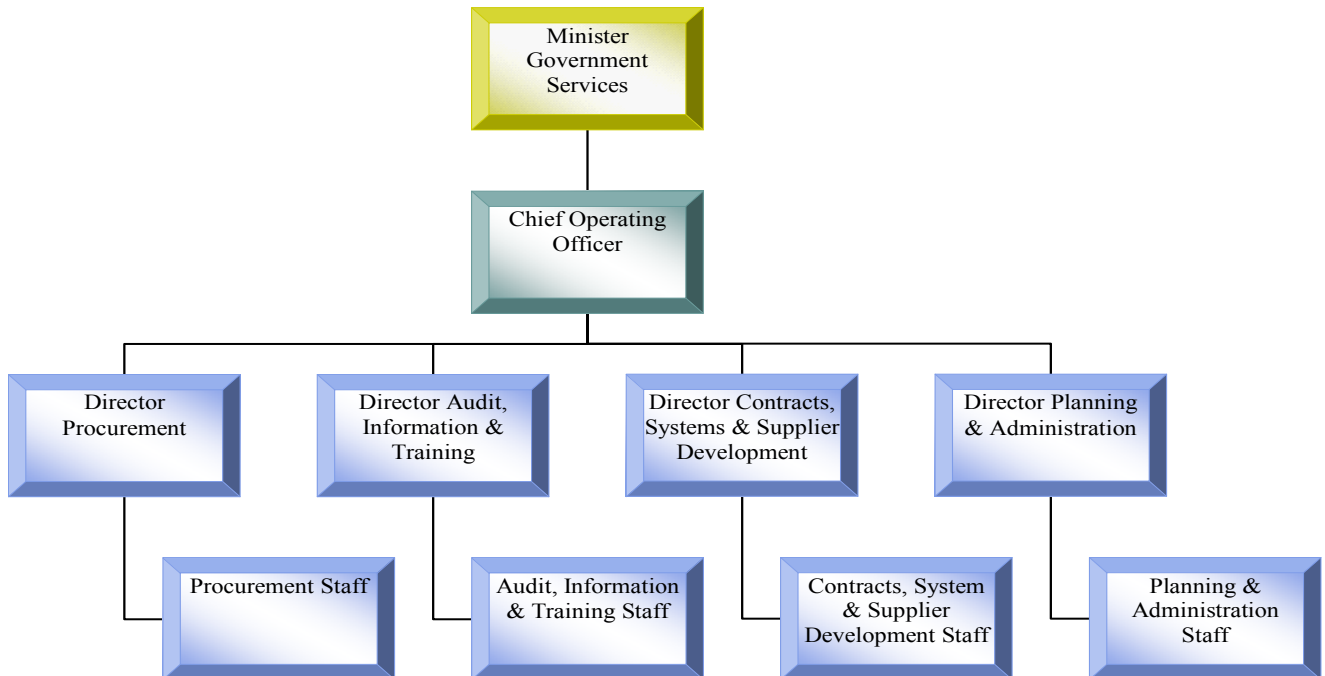 Minister
Government
Services
Chief Operating
Officer
Director
Procurement
Director Audit,
Information &
Training
Director Contracts,
Systems & Supplier
Development
Director Planning
& Administration
Procurement Staff
Audit, Information
& Training Staff
Contracts, System
& Supplier
Development Staff
Planning &
Administration
Staff